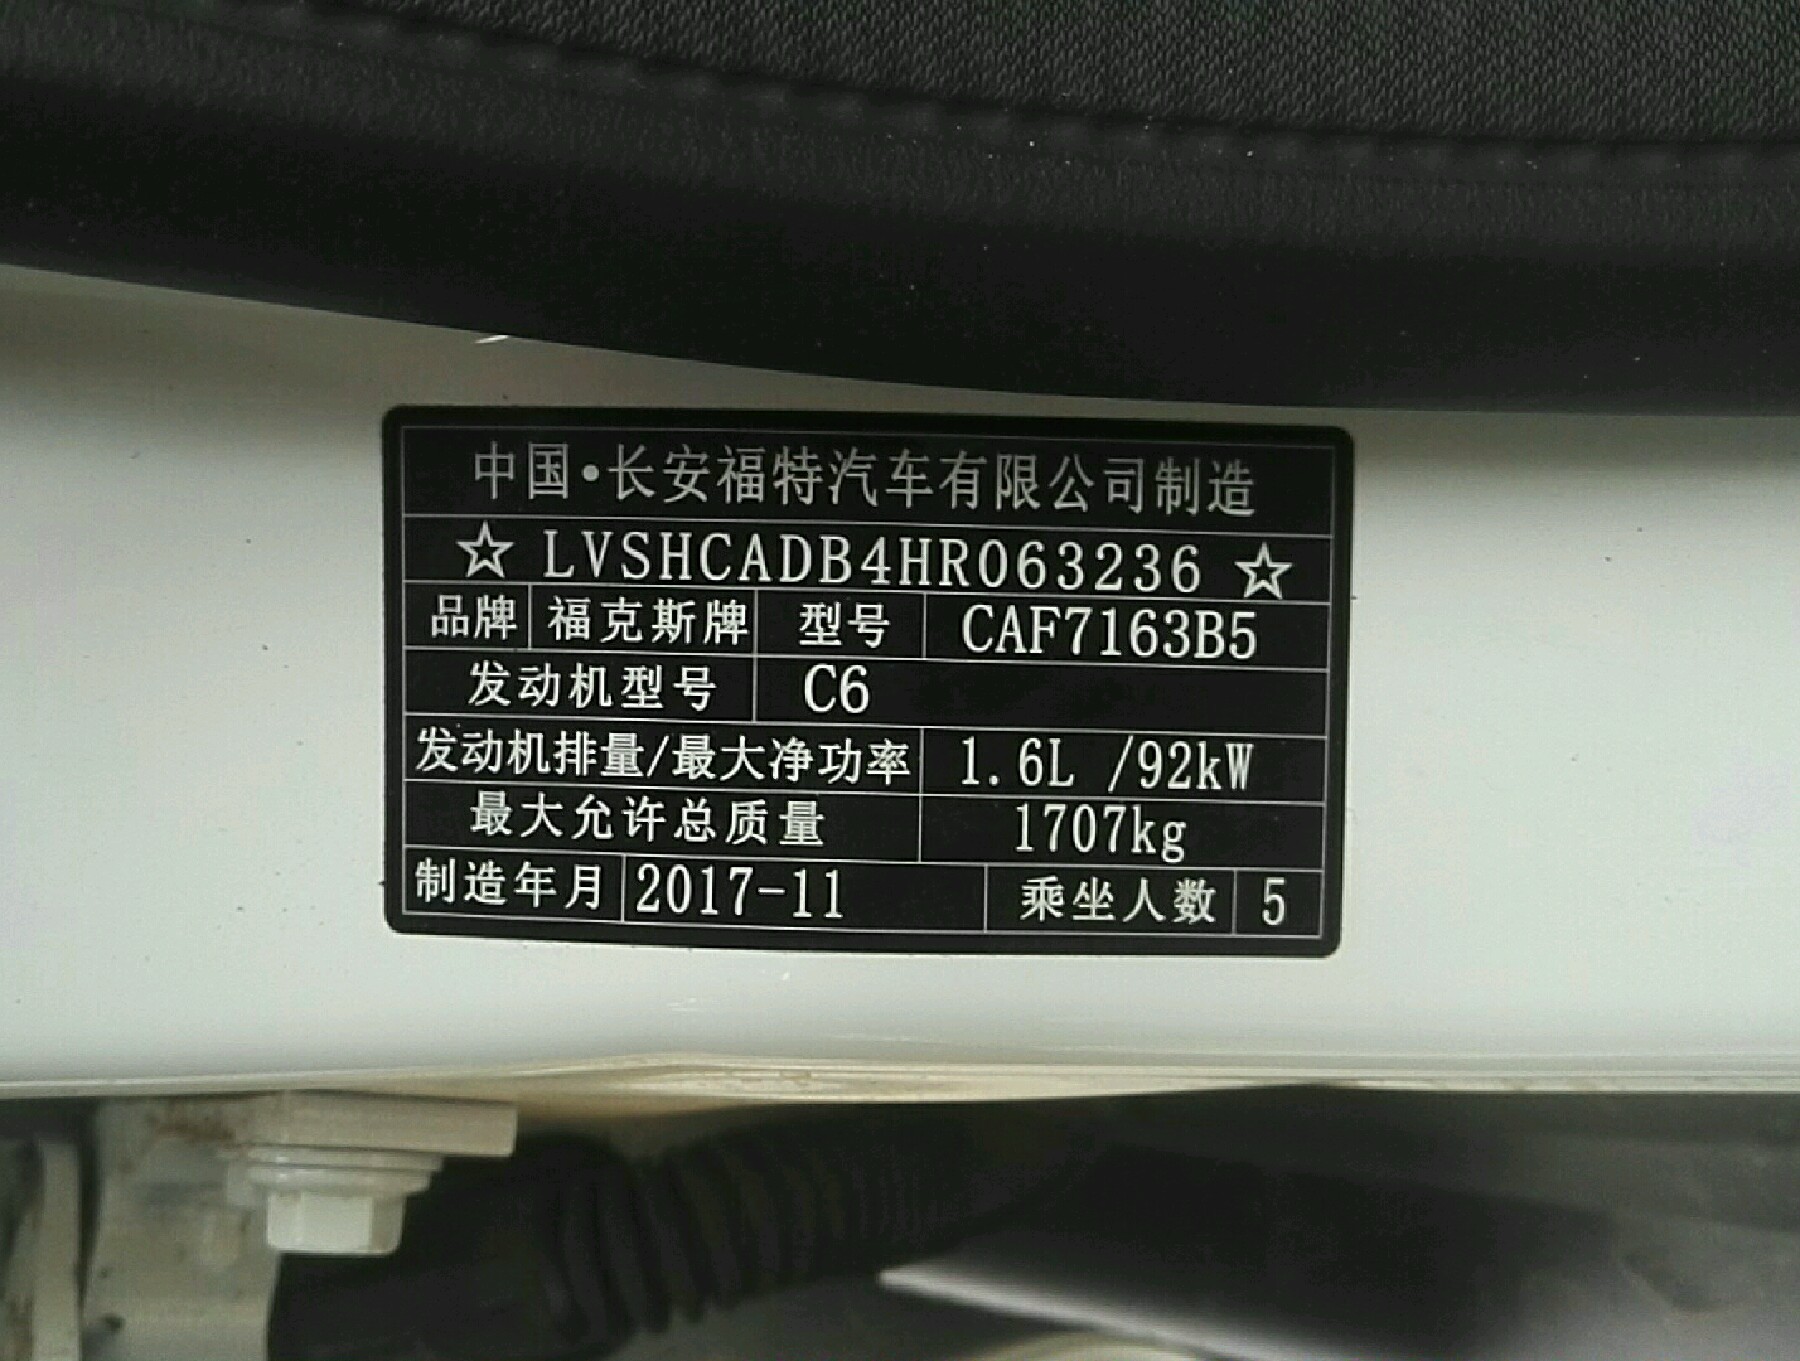 中国·长安福特汽车有限公司制造
☆ LVSHCADB4HR063236 ☆
品牌 福克斯牌 型号 CAF7163B5
发动机型号 C6
发动机排量/最大净功率 1.6L /92kW
最大允许总质量 1707kg
制造年月 2017-11 乘坐人数 5